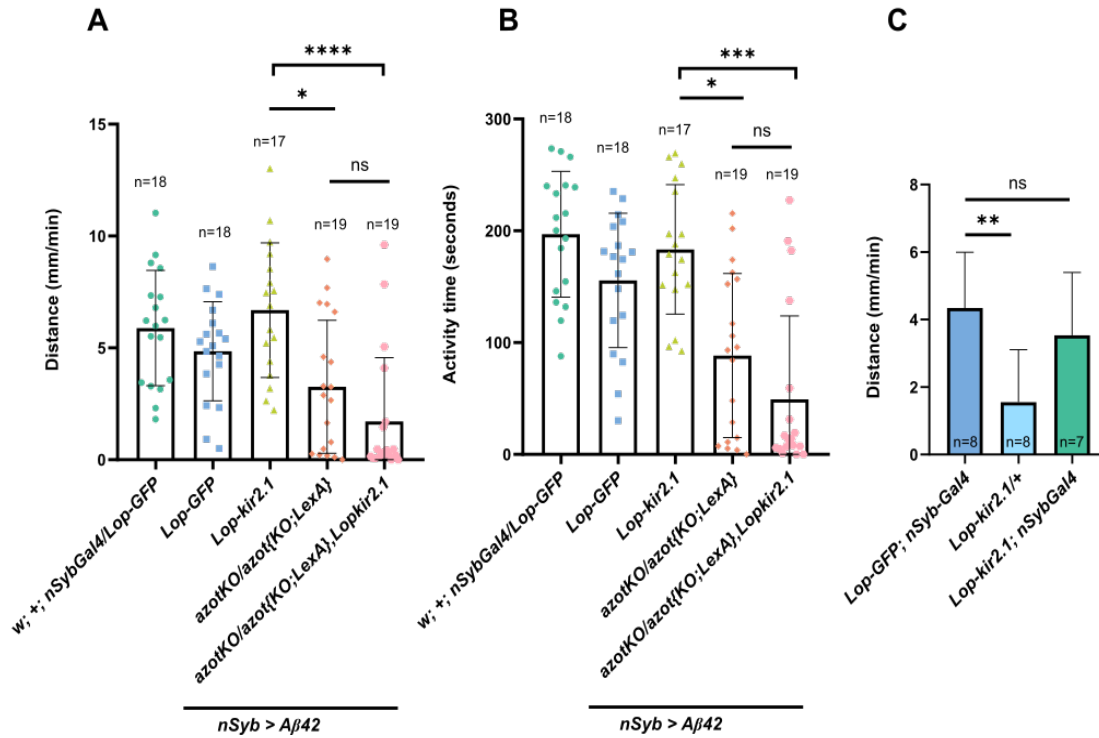 A
B
C
****
*
ns
n=18
n=18
n=17
n=19
n=19
15
10
5
0
Distance (mm/min)
w; +; nSybGal4/Lop-GFP
Lop-GFP
Lop-kir2.1
azotKO/azot{KO;LexA}
azotKO/azot{KO;LexA},Lopkir2.1
nSyb > Aβ42
***
*
ns
n=18
n=18
n=17
n=19
n=19
300
200
100
0
Activity time (seconds)
w; +; nSybGal4/Lop-GFP
Lop-GFP
Lop-kir2.1
azotKO/azot{KO;LexA}
azotKO/azot{KO;LexA},Lopkir2.1
nSyb > Aβ42
ns
**
8
6
4
2
0
Distance (mm/min)
n=8
n=8
n=7
Lop-GFP; nSyb-Gal4
Lop-kir2.1/+
Lop-kir2.1; nSybGal4